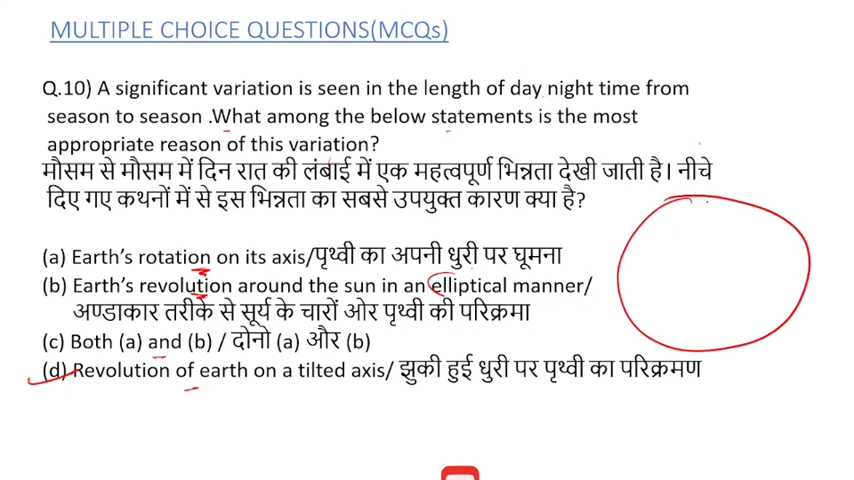 MULTIPLE CHOICE QUESTIONS(MCQs)
Q.10) A significant variation is seen in the length of day night time from
season to season .What among the below statements is the most
appropriate reason of this variation?
मौसम से मौसम में दिन रात की लंबाई में एक महत्वपूर्ण भिन्नता देखी जाती है। नीचे
दिए गए कथनों में से इस भिन्नता का सबसे उपयुक्त कारण क्या है?
(a) Earth's rotation on its axis/पृथ्वी का अपनी धुरी पर घूमना
(b) Earth's revolution around the sun in an elliptical manner/
अण्डाकार तरीके से सूर्य के चारों ओर पृथ्वी की परिक्रमा
(c) Both (a) and (b) / दोनो (a) और (b)
(d) Revolution of earth on a tilted axis/ झुकी हुई धुरी पर पृथ्वी का परिक्रमण